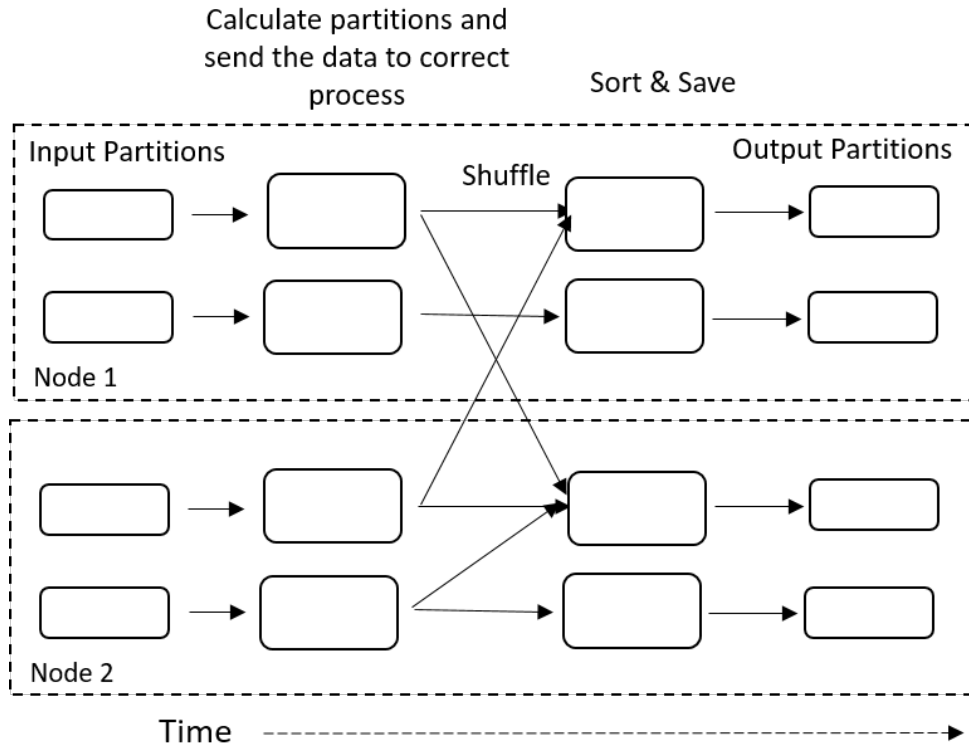 Calculate partitions and
send the data to correct
process
Sort & Save
Input Partitions
Shuffle
Output Partitions
Node 1
Node 2
Time